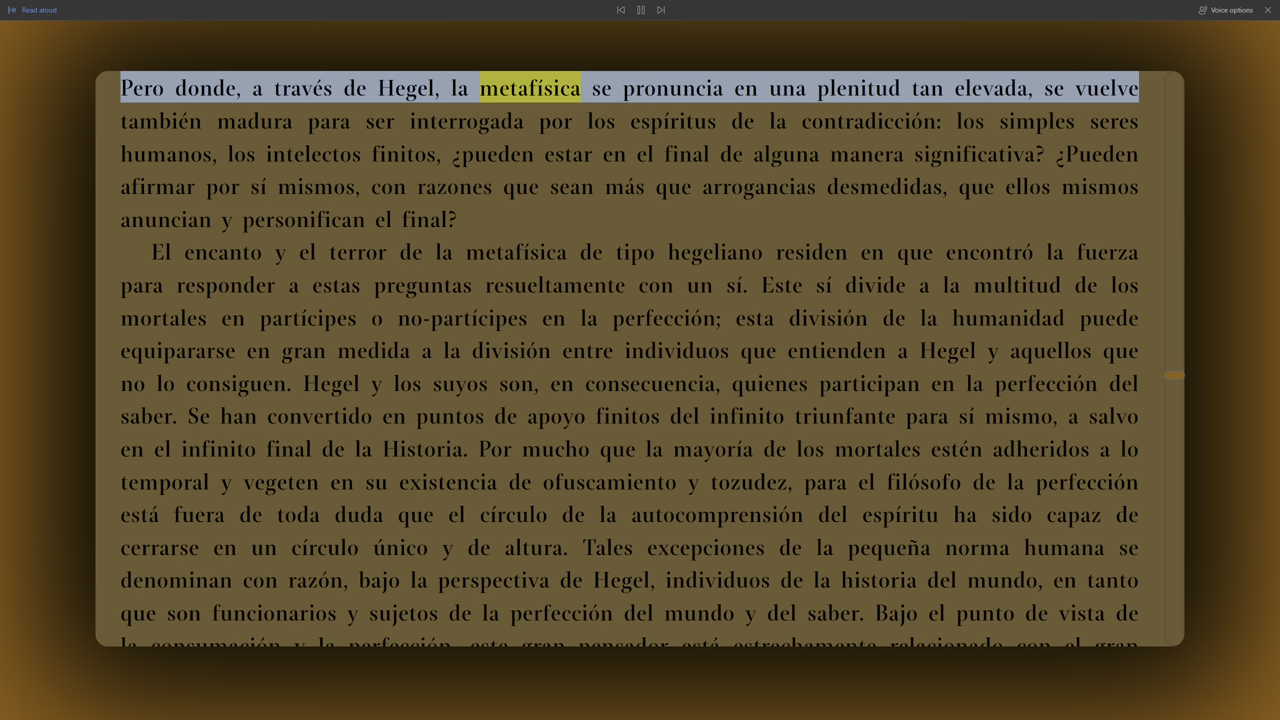 Read aloud
Voice options
Pero donde, a través de Hegel, la metafísica se pronuncia en una plenitud tan elevada, se vuelve
también madura para ser interrogada por los espíritus de la contradicción: los simples seres
humanos, los intelectos finitos, ¿pueden estar en el final de alguna manera significativa? ¿Pueden
afirmar por sí mismos, con razones que sean más que arrogancias desmedidas, que ellos mismos
anuncian y personifican el final?
El encanto y el terror de la metafísica de tipo hegeliano residen en que encontró la fuerza
para responder a estas preguntas resueltamente con un sí. Este sí divide a la multitud de los
mortales en partícipes o no-partícipes en la perfección; esta división de la humanidad puede
equipararse en gran medida a la división entre individuos que entienden a Hegel y aquellos que
no lo consiguen. Hegel y los suyos son, en consecuencia, quienes participan en la perfección del
saber. Se han convertido en puntos de apoyo finitos del infinito triunfante para sí mismo, a salvo
en el infinito final de la Historia. Por mucho que la mayoría de los mortales estén adheridos a lo
temporal y vegeten en su existencia de ofuscamiento y tozudez, para el filósofo de la perfección
está fuera de toda duda que el círculo de la autocomprensión del espíritu ha sido capaz de
cerrarse en un círculo único y de altura. Tales excepciones de la pequeña norma humana se
denominan con razón, bajo la perspectiva de Hegel, individuos de la historia del mundo, en tanto
que son funcionarios y sujetos de la perfección del mundo y del saber. Bajo el punto de vista de
la consumación y la perfección, este gran pensador está estrechamente relacionado con el gran